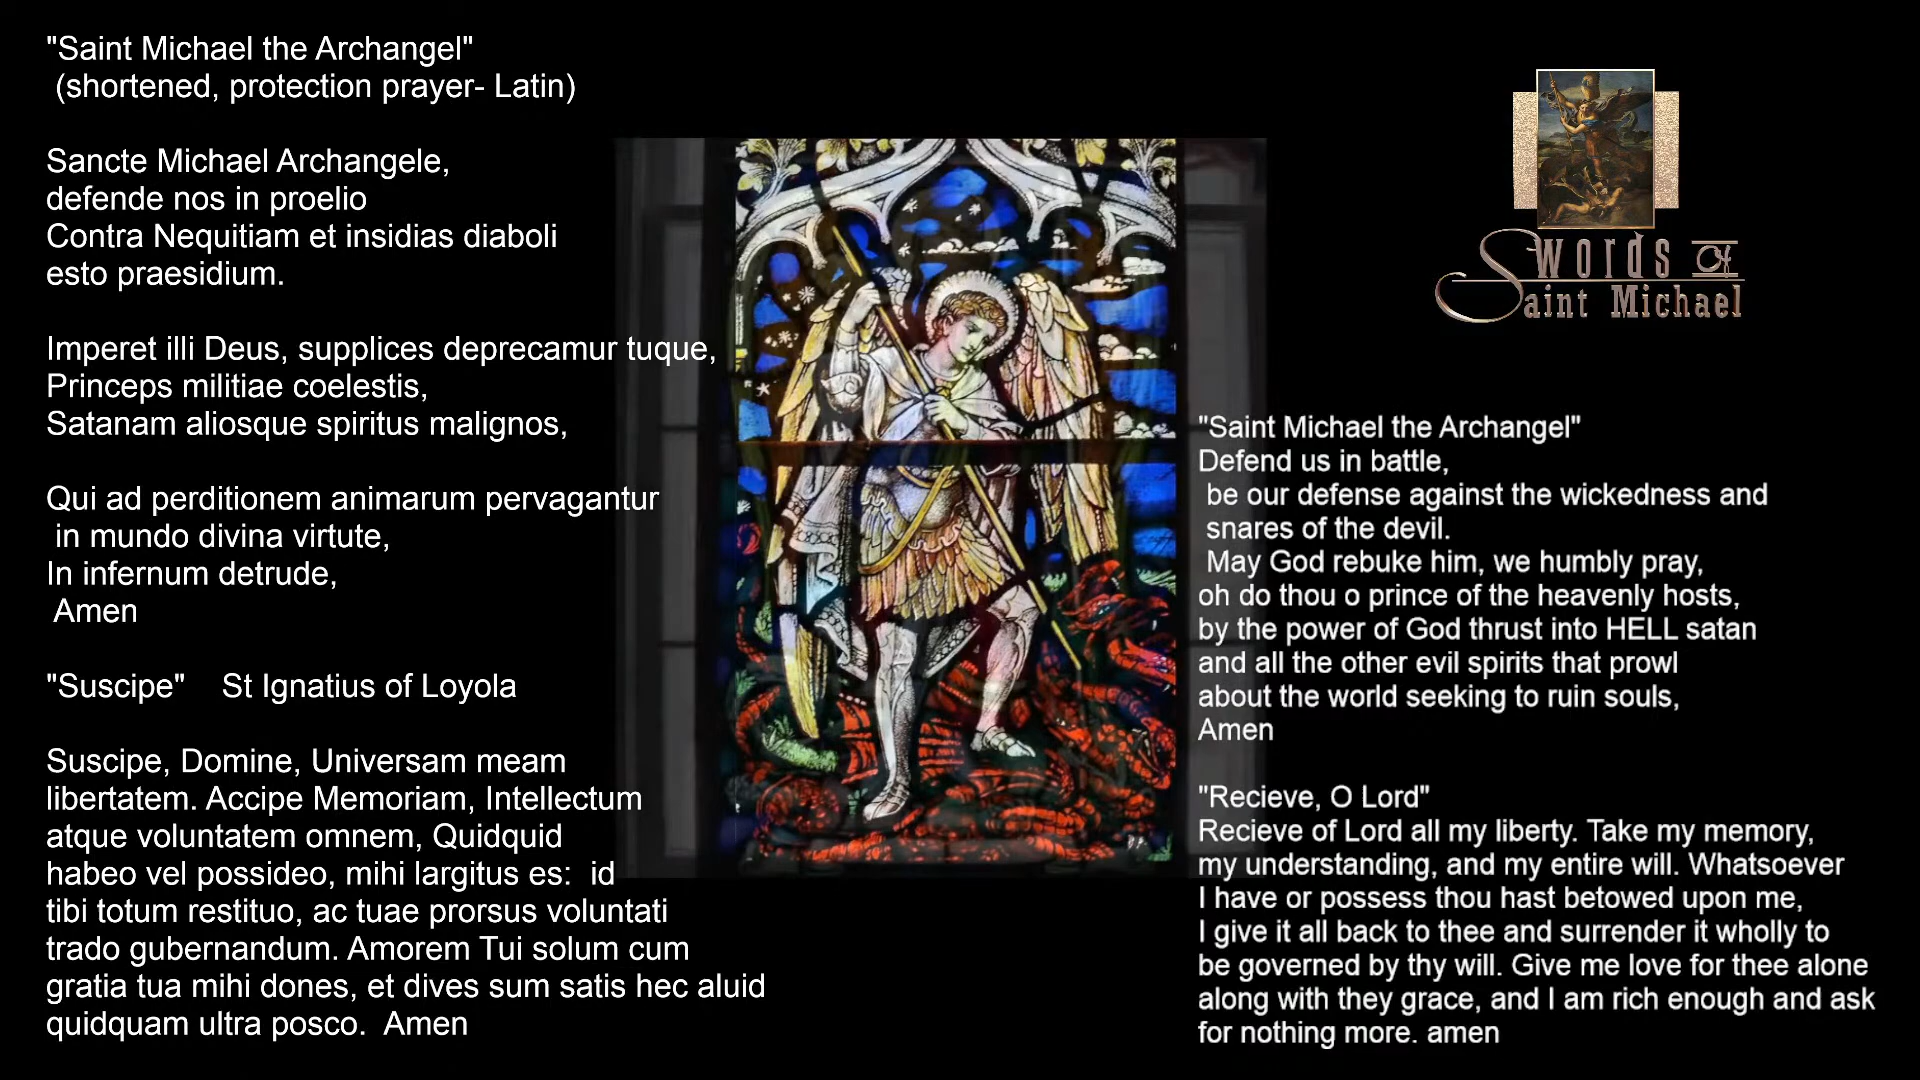 "Saint Michael the Archangel"
(shortened, protection prayer- Latin)
Sancte Michael Archangele,
defende nos in proelio
Contra Nequitiam et insidias diaboli
esto praesidium.
Imperet illi Deus, supplices deprecamur tuque,
Princeps militiae coelestis,
Satanam aliosque spiritus malignos,
Qui ad perditionem animarum pervagantur
in mundo divina virtute,
In infernum detrude,
Amen
"Suscipe" St Ignatius of Loyola
Suscipe, Domine, Universam meam
libertatem. Accipe Memoriam, Intellectum
atque voluntatem omnem, Quidquid
habeo vel possideo, mihi largitus es: id
tibi totum restituo, ac tuae prorsus voluntati
trado gubernandum. Amorem Tui solum cum
gratia tua mihi dones, et dives sum satis hec aluid
quidquam ultra posco. Amen
Swords of
Saint Michael
"Saint Michael the Archangel"
Defend us in battle,
be our defense against the wickedness and
snares of the devil.
May God rebuke him, we humbly pray,
oh do thou o prince of the heavenly hosts,
by the power of God thrust into HELL satan
and all the other evil spirits that prowl
about the world seeking to ruin souls,
Amen
"Recieve, O Lord"
Recieve of Lord all my liberty. Take my memory,
my understanding, and my entire will. Whatsoever
I have or possess thou hast betowed upon me,
I give it all back to thee and surrender it wholly to
be governed by thy will. Give me love for thee alone
along with they grace, and I am rich enough and ask
for nothing more. amen